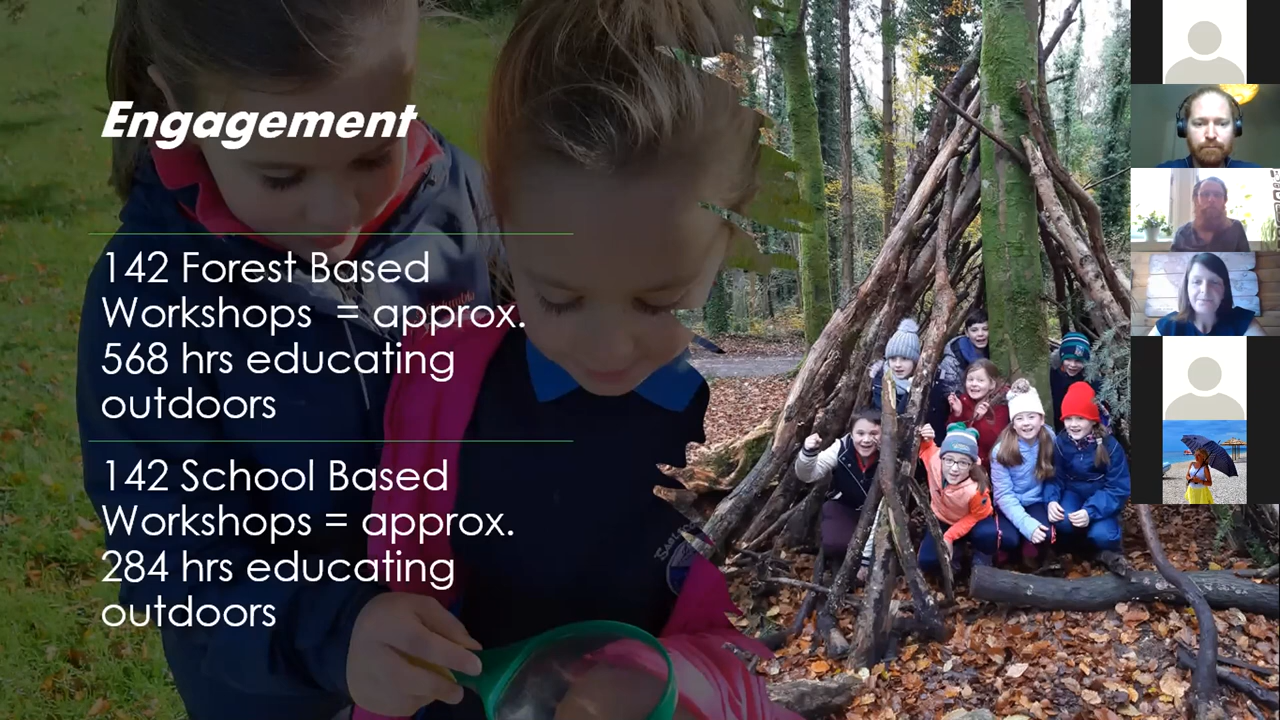 Engagement
142 Forest Based
Workshops = approx.
568 hrs educating
outdoors
142 School Based
Workshops = approx.
284 hrs educating
outdoors